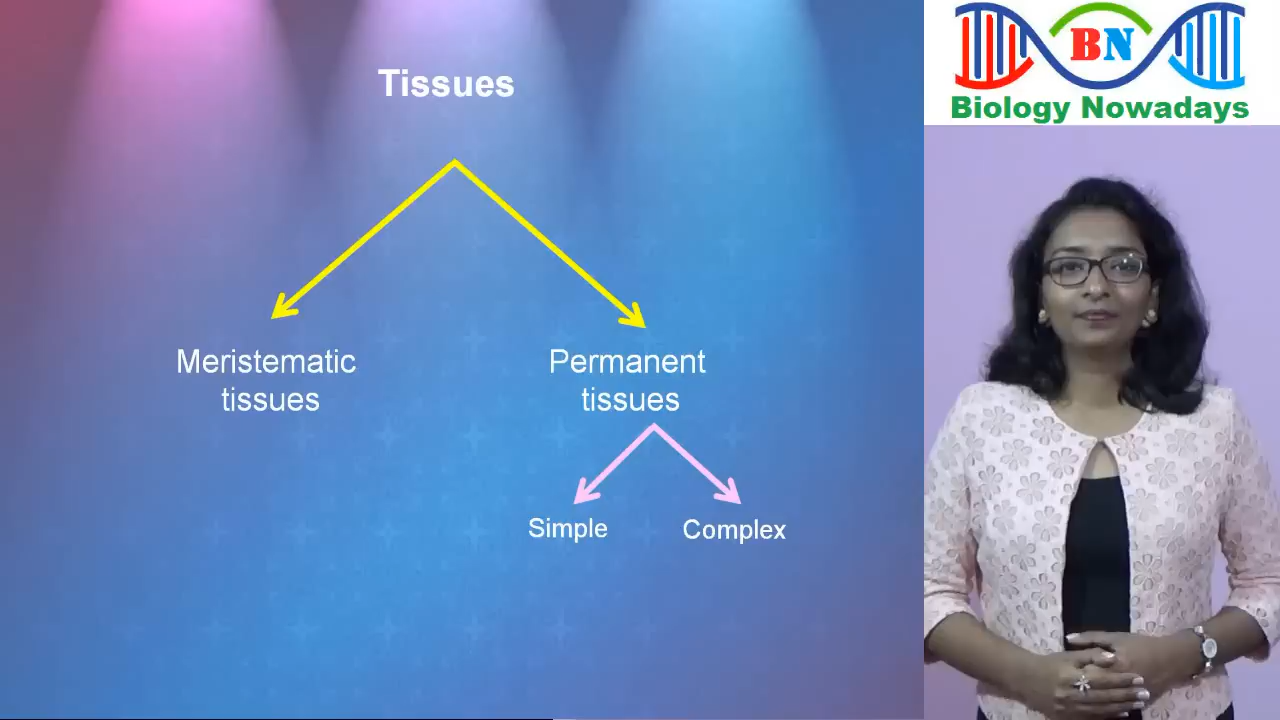 Tissues
Meristematic
tissues
Permanent
tissues
Simple
Complex
BN
Biology Nowadays